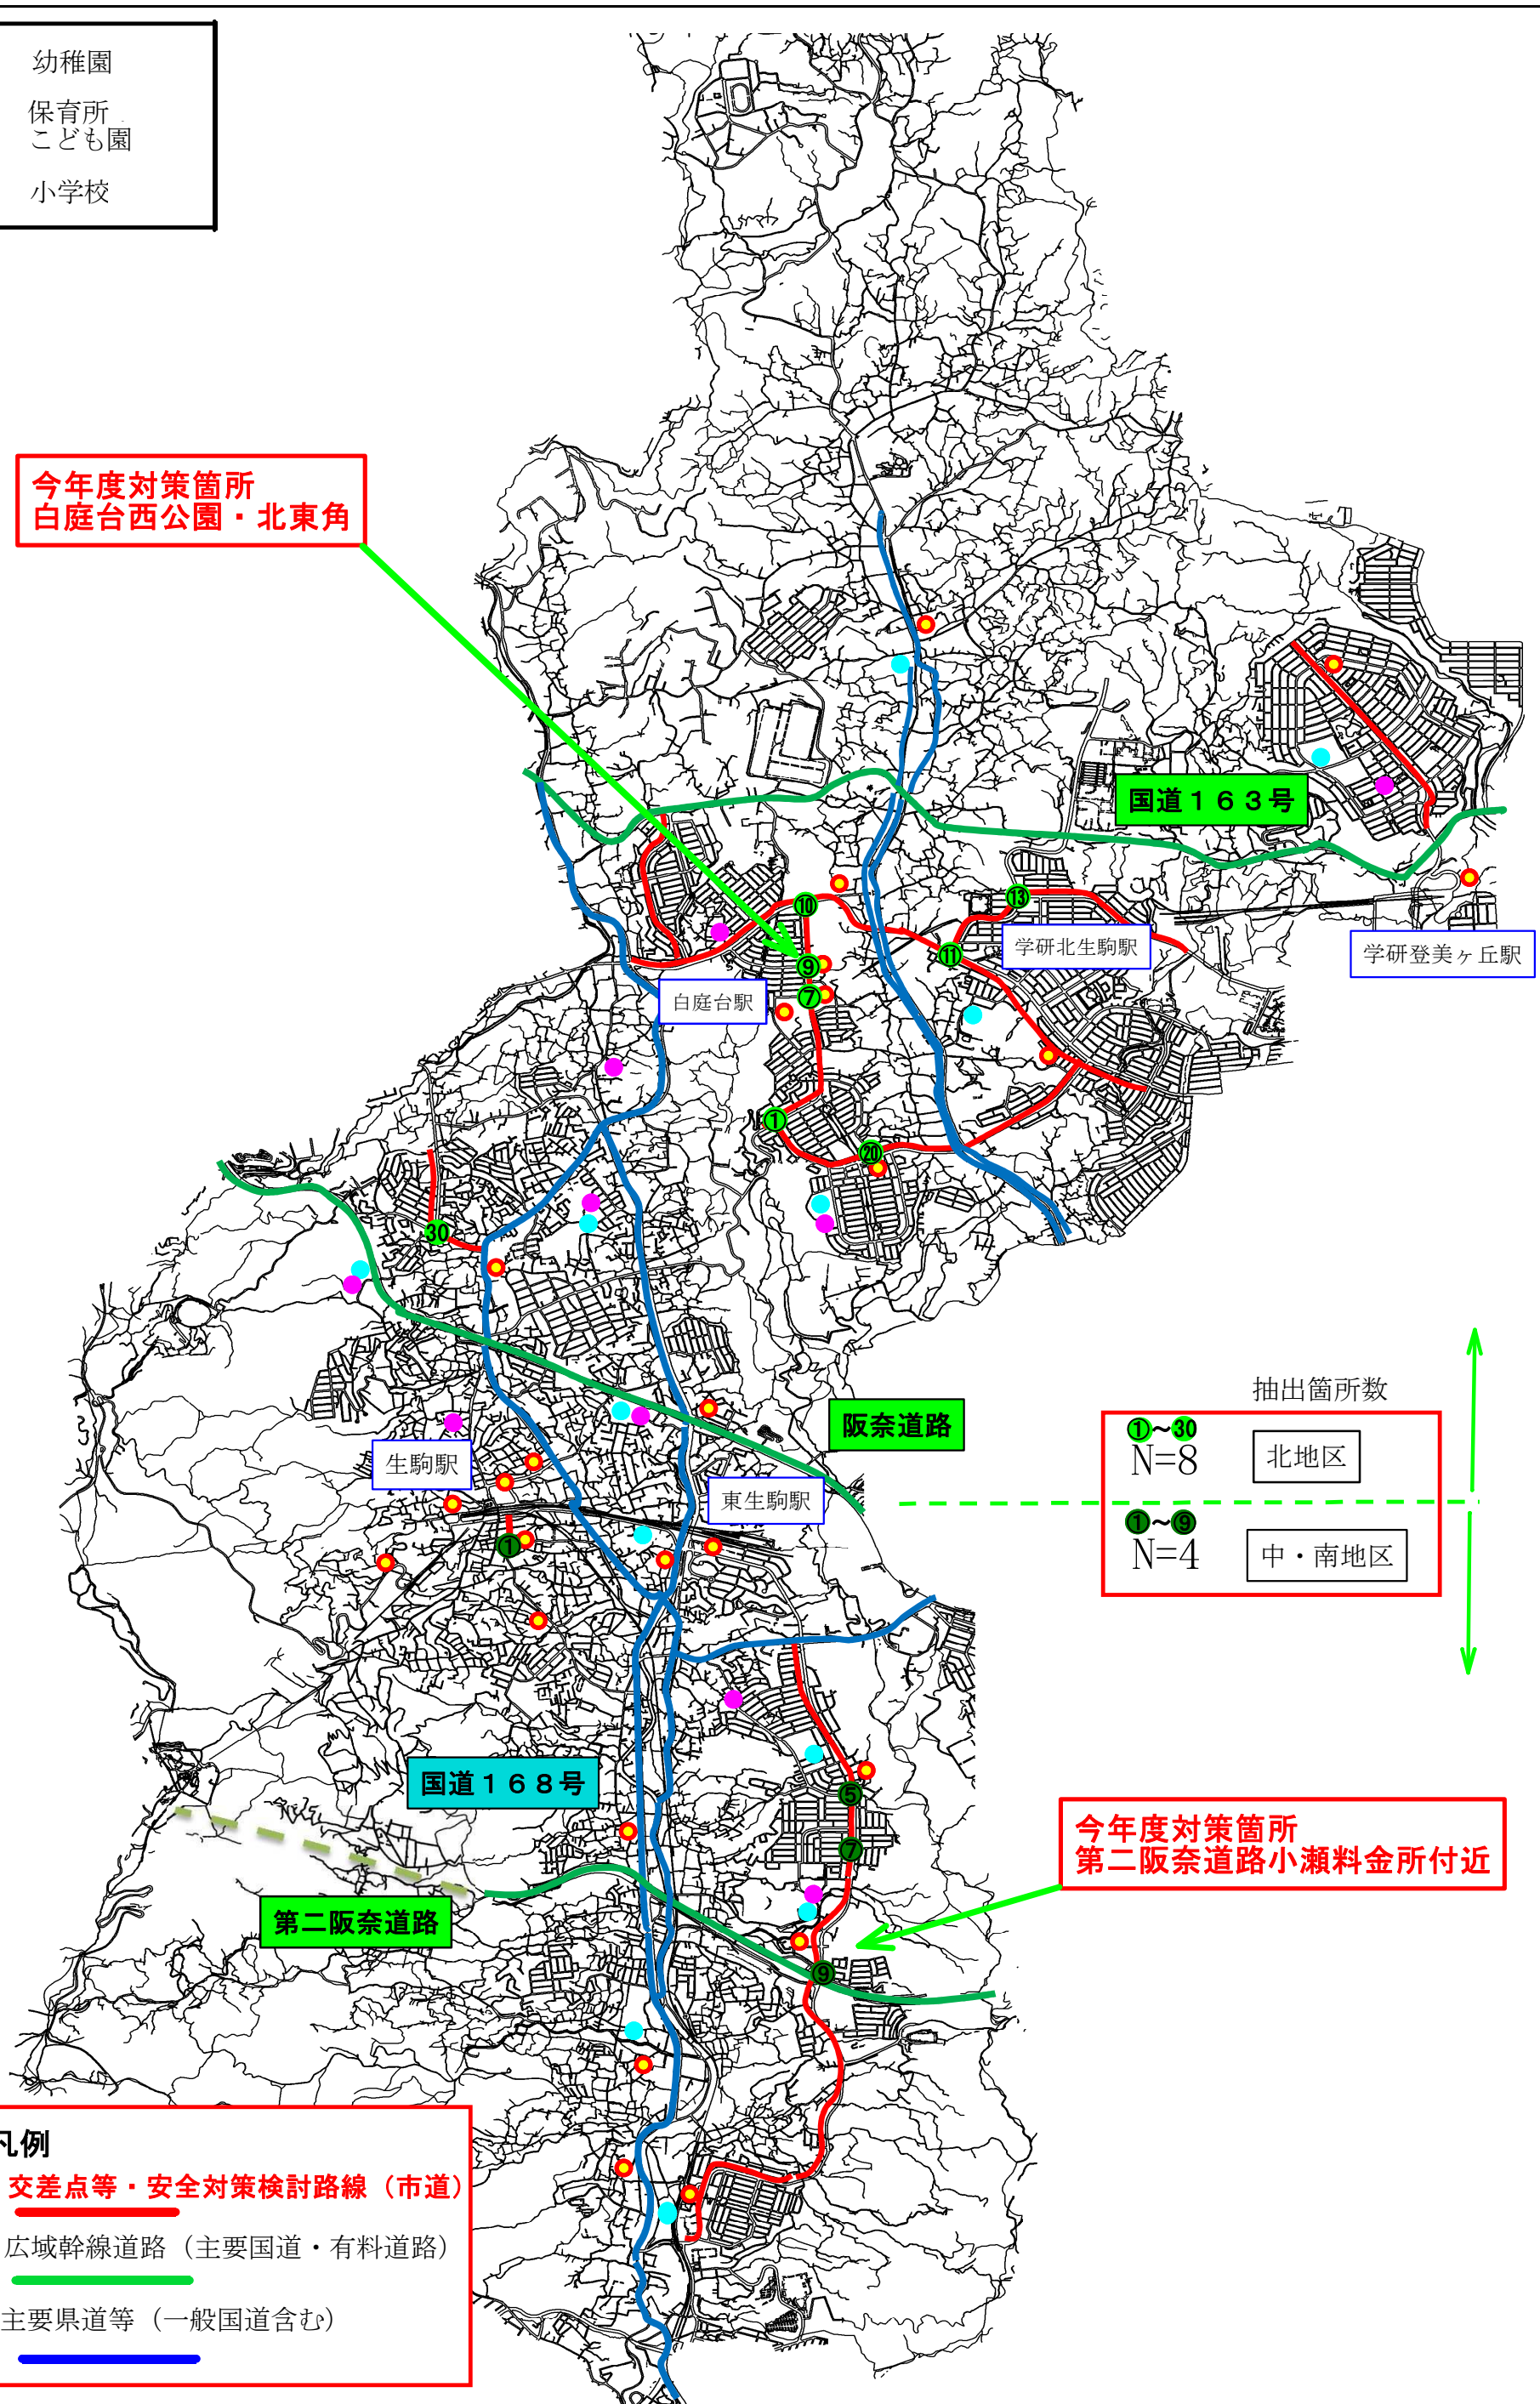 幼稚園
保育所
こども園
小学校
今年度対策箇所
白庭台西公園・北東角
国道163号
⑩
⑬
⑪
学研北生駒駅
学研登美ヶ丘駅
⑨
⑦
白庭台駅
①
⑳
30
抽出箇所数
阪奈道路
①~30
N=8
北地区
生駒駅
東生駒駅
①~⑨
N=4
中・南地区
①
国道168号
⑤
⑦
今年度対策箇所
第二阪奈道路小瀬料金所付近
第二阪奈道路
⑨
凡例
交差点等・安全対策検討路線（市道）
広域幹線道路（主要国道・有料道路）
主要県道等（一般国道含む）